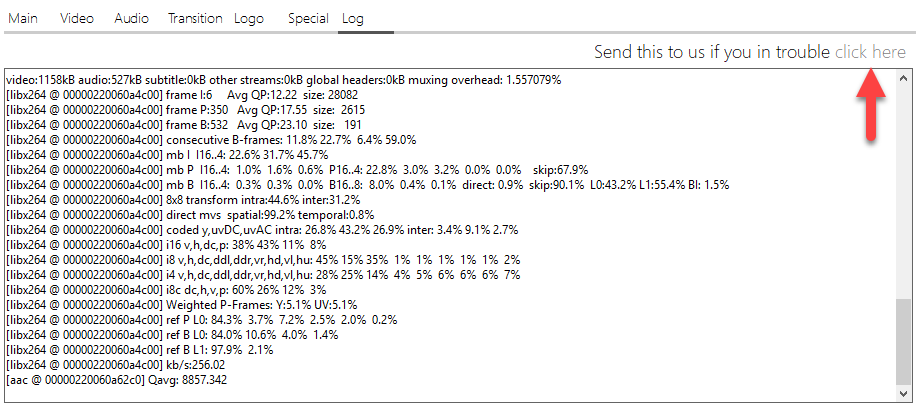 Main Video Audio Transition Logo Special Log
Send this to us if you in trouble click here
video:1158kB audio:527kB subtitle:0kB other streams:0kB global headers:0kB muxing overhead: 1.557079%
[libx264 @ 00000220060a4c00] frame I:6 Avg QP:12.22 size: 28082
[libx264 @ 00000220060a4c00] frame P:350 Avg QP:17.55 size: 2615
[libx264 @ 00000220060a4c00] frame B:532 Avg QP:23.10 size: 191
[libx264 @ 00000220060a4c00] consecutive B-frames: 11.8% 22.7% 6.4% 59.0%
[libx264 @ 00000220060a4c00] mb I I16..4: 22.6% 31.7% 45.7%
[libx264 @ 00000220060a4c00] mb P I16..4: 1.0% 1.6% 0.6% P16..4: 22.8% 3.0% 3.2% 0.0% 0.0% skip:67.9%
[libx264 @ 00000220060a4c00] mb B I16..4: 0.3% 0.3% 0.0% B16..8: 8.0% 0.4% 0.1% direct: 0.9% skip:90.1% L0:43.2% L1:55.4% BI: 1.5%
[libx264 @ 00000220060a4c00] 8x8 transform intra:44.6% inter:31.2%
[libx264 @ 00000220060a4c00] direct mvs spatial:99.2% temporal:0.8%
[libx264 @ 00000220060a4c00] coded y,uvDC,uvAC intra: 26.8% 43.2% 26.9% inter: 3.4% 9.1% 2.7%
[libx264 @ 00000220060a4c00] i16 v,h,dc,p: 38% 43% 11% 8%
[libx264 @ 00000220060a4c00] i8 v,h,dc,ddl,ddr,vr,hd,vl,hu: 45% 15% 35% 1% 1% 1% 1% 1% 2%
[libx264 @ 00000220060a4c00] i4 v,h,dc,ddl,ddr,vr,hd,vl,hu: 28% 25% 14% 4% 5% 6% 6% 6% 7%
[libx264 @ 00000220060a4c00] i8c dc,h,v,p: 60% 26% 12% 3%
[libx264 @ 00000220060a4c00] Weighted P-Frames: Y:5.1% UV:5.1%
[libx264 @ 00000220060a4c00] ref P L0: 84.3% 3.7% 7.2% 2.5% 2.0% 0.2%
[libx264 @ 00000220060a4c00] ref B L0: 84.0% 10.6% 4.0% 1.4%
[libx264 @ 00000220060a4c00] ref B L1: 97.9% 2.1%
[libx264 @ 00000220060a4c00] kb/s:256.02
[aac @ 00000220060a62c0] Qavg: 8857.342